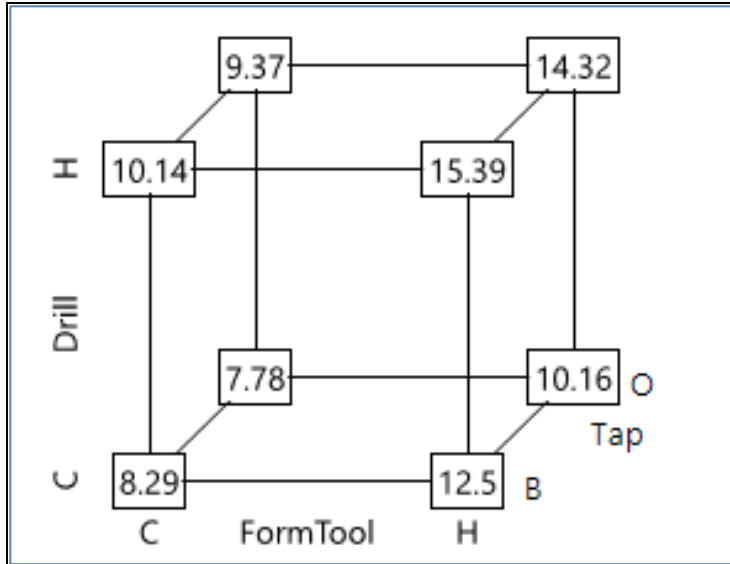 9.37 14.32
H 10.14 15.39
Drill
7.78 10.16 O
Tap
C 8.29 12.5 B
C FormTool H